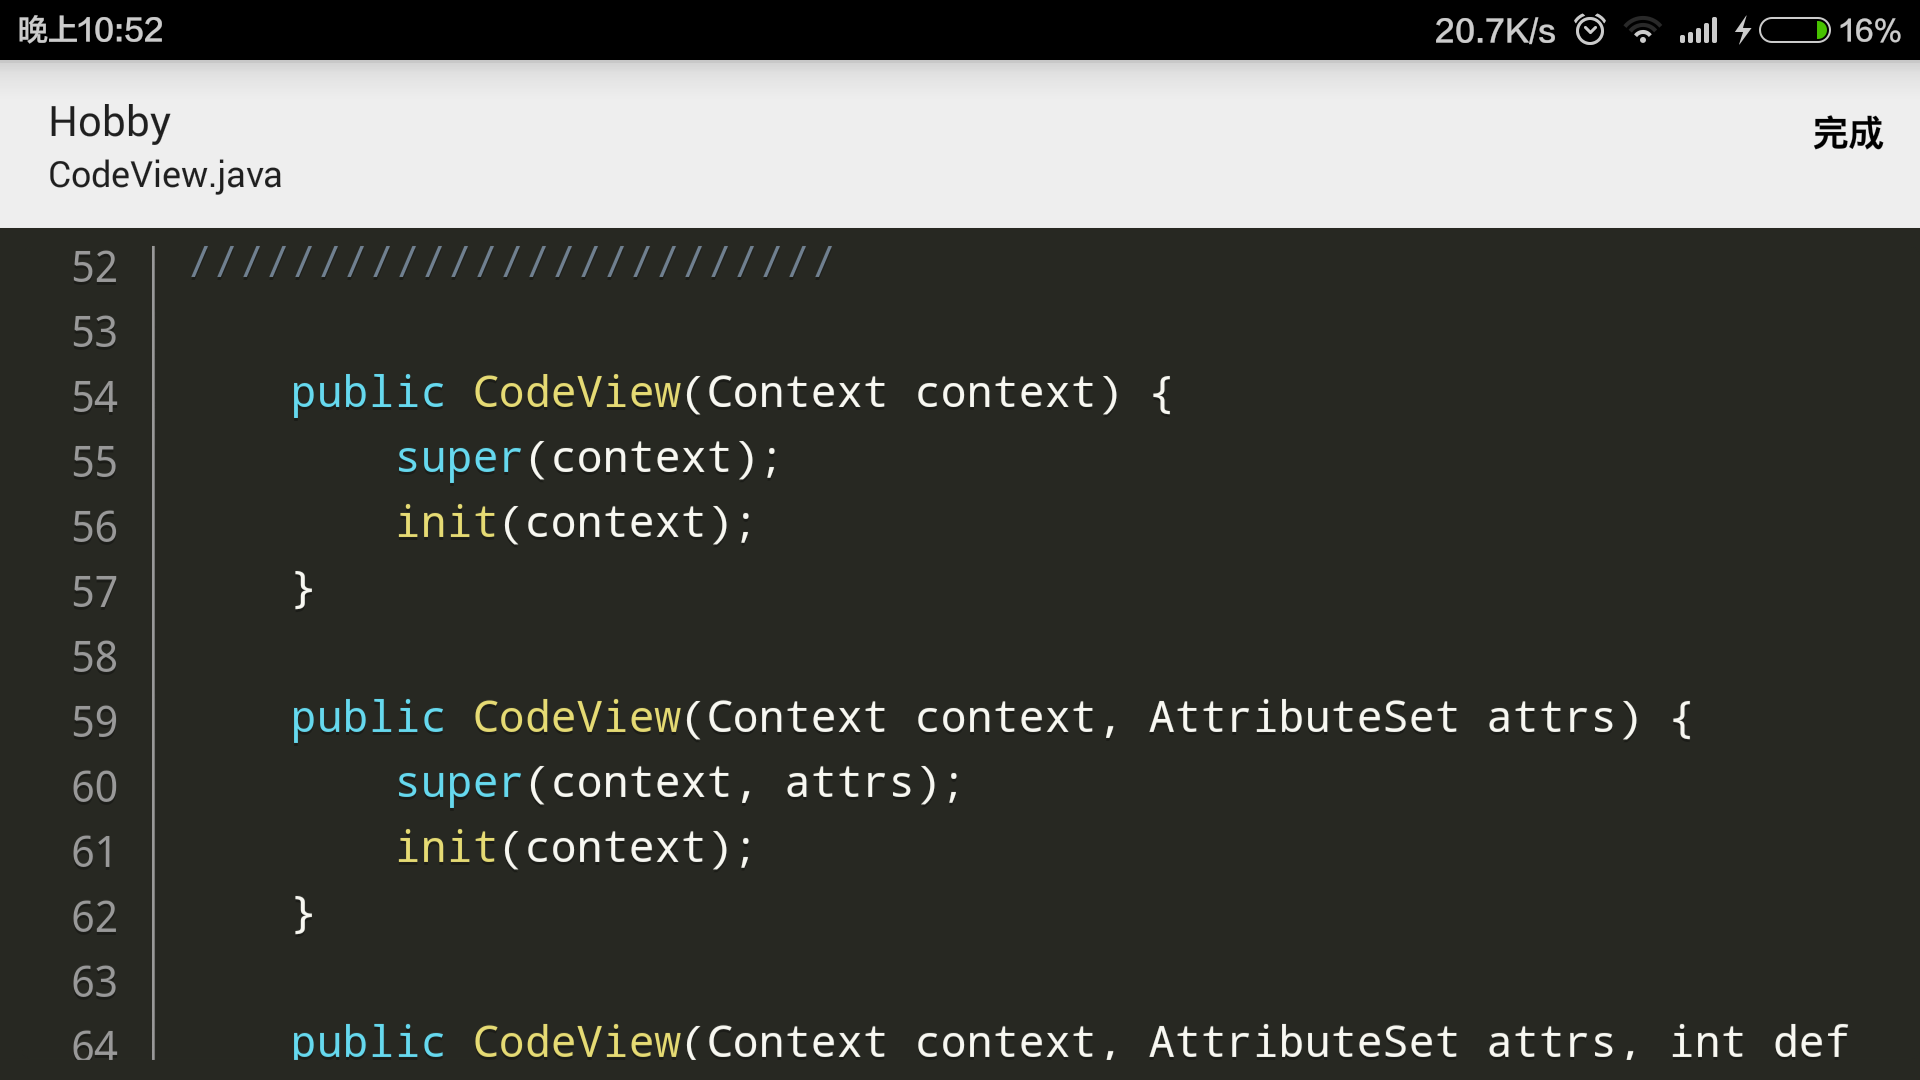 晚上10:52 20.7K/s 16%
Hobby
完成
CodeView.java
52 /////////////////////////
53
54 public CodeView(Context context) {
55 super(context);
56 init(context);
57 }
58
59 public CodeView(Context context, AttributeSet attrs) {
60 super(context, attrs);
61 init(context);
62 }
63
64 public CodeView(Context context, AttributeSet attrs, int def